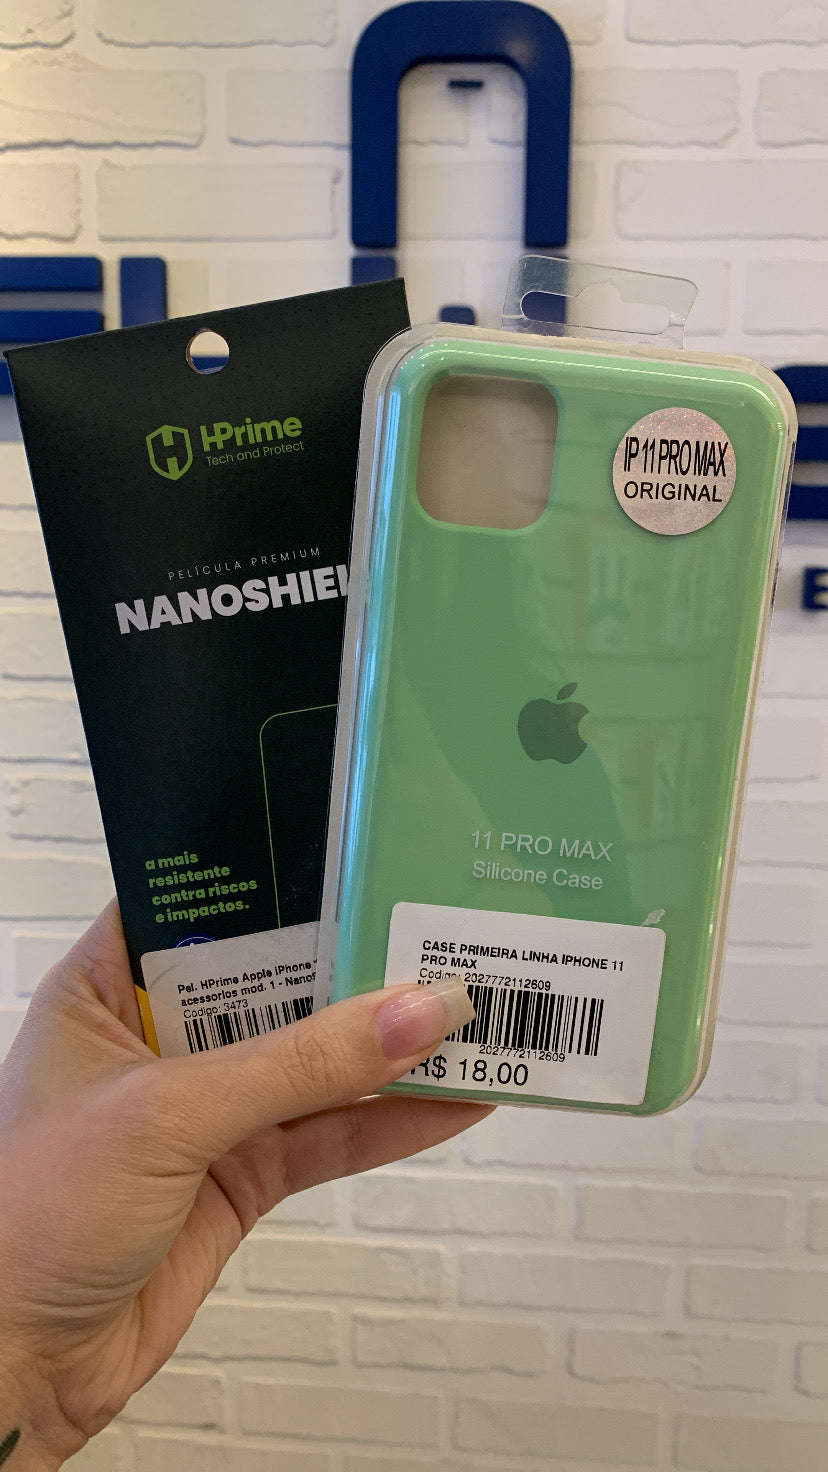 HPrime
Tech and Protect
PELÍCULA PREMIUM
NANOSHIEL
a mais
resistente
contra riscos
e impactos.
Pel. HPrime Apple iPhone
acessorios mod. 1 - Nanos
Codigo: 3473
IP 11 PRO MAX
ORIGINAL
11 PRO MAX
Silicone Case
CASE PRIMEIRA LINHA IPHONE 11
PRO MAX
Codigo: 2027772112609
2027772112609
R$ 18,00